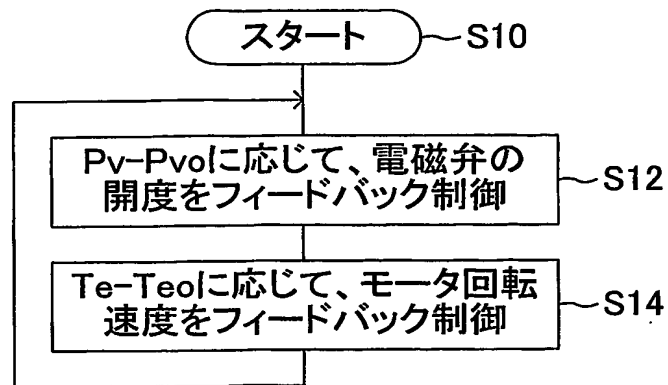 スタート
S10
Pv-Pvoに応じて、電磁弁の
開度をフィードバック制御
S12
Te-Teoに応じて、モータ回転
速度をフィードバック制御
S14